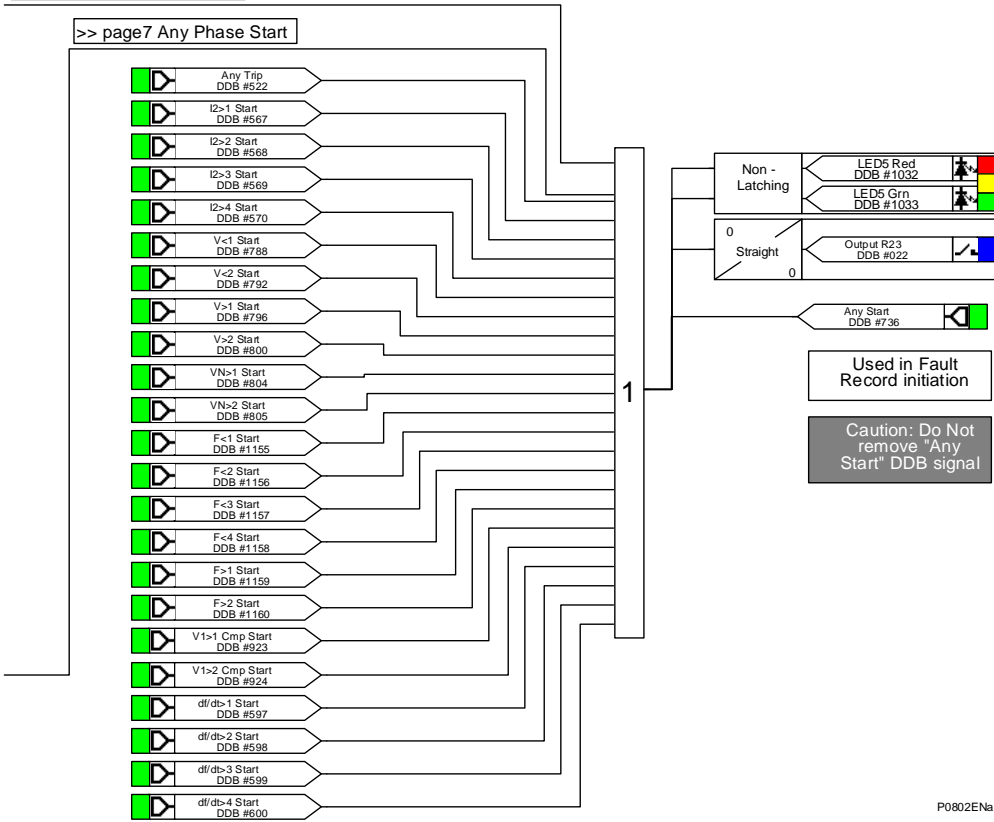 >> page7 Any Phase Start
Any Trip
DDB #522
I2>1 Start
DDB #567
I2>2 Start
DDB #568
I2>3 Start
DDB #569
I2>4 Start
DDB #570
V<1 Start
DDB #788
V<2 Start
DDB #792
V>1 Start
DDB #796
V>2 Start
DDB #800
VN>1 Start
DDB #804
VN>2 Start
DDB #805
F<1 Start
DDB #1155
F<2 Start
DDB #1156
F<3 Start
DDB #1157
F<4 Start
DDB #1158
F>1 Start
DDB #1159
F>2 Start
DDB #1160
V1>1 Cmp Start
DDB #923
V1>2 Cmp Start
DDB #924
df/dt>1 Start
DDB #597
df/dt>2 Start
DDB #598
df/dt>3 Start
DDB #599
df/dt>4 Start
DDB #600
1
Non -
Latching
LED5 Red
DDB #1032
LED5 Grn
DDB #1033
0
Straight
0
Output R23
DDB #022
Any Start
DDB #736
Used in Fault
Record initiation
Caution: Do Not
remove "Any
Start" DDB signal
P0802ENa